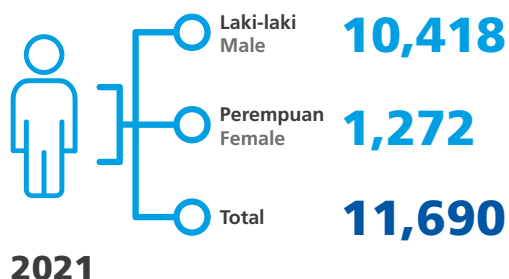 Laki-laki
Male
10,418
Perempuan
Female
1,272
Total
11,690
2021